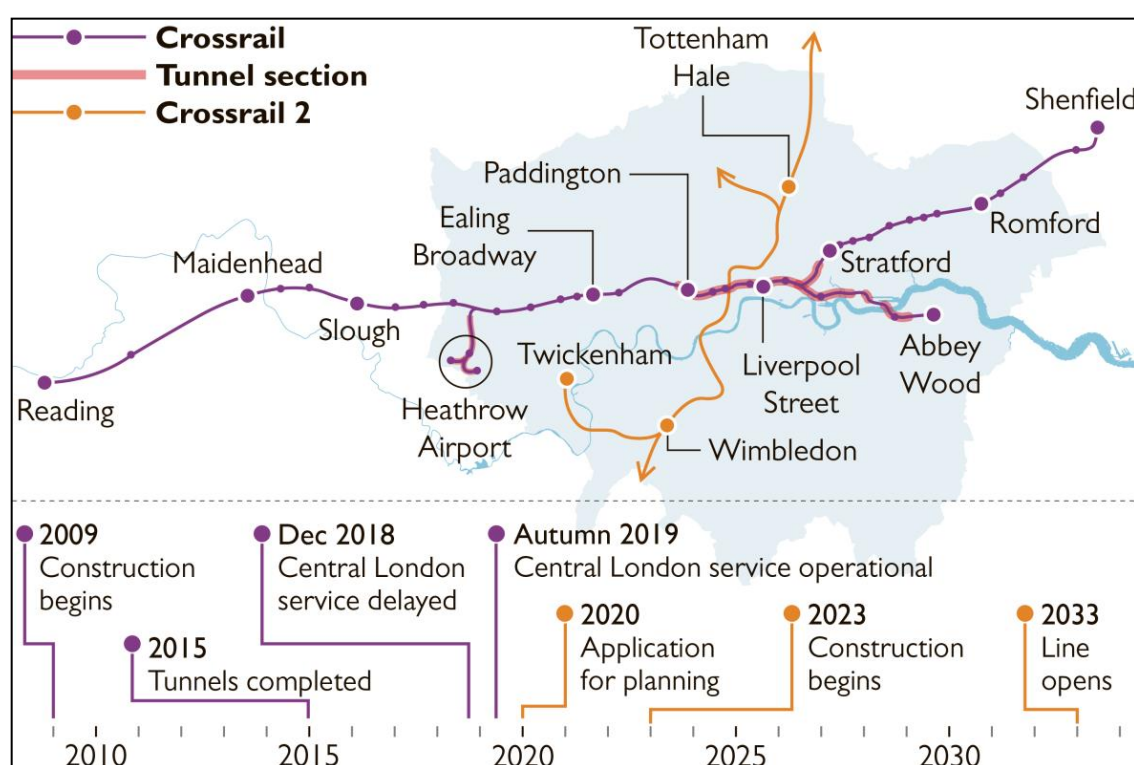 Crossrail
Tunnel section
Crossrail 2
Tottenham
Hale
Shenfield
Paddington
Ealing
Broadway
Romford
Maidenhead
Stratford
Slough
Twickenham
Liverpool
Street
Abbey
Wood
Reading
Heathrow
Airport
Wimbledon
2009
Construction
begins
Dec 2018
Central London
service delayed
Autumn 2019
Central London service operational
2015
Tunnels completed
2020
Application
for planning
2023
Construction
begins
2033
Line
opens
2010
2015
2020
2025
2030